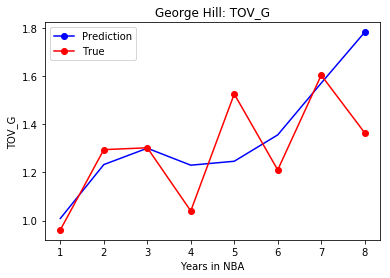 George Hill: TOV_G
Prediction
True
1.8
1.6
1.4
1.2
1.0
TOV_G
1 2 3 4 5 6 7 8
Years in NBA